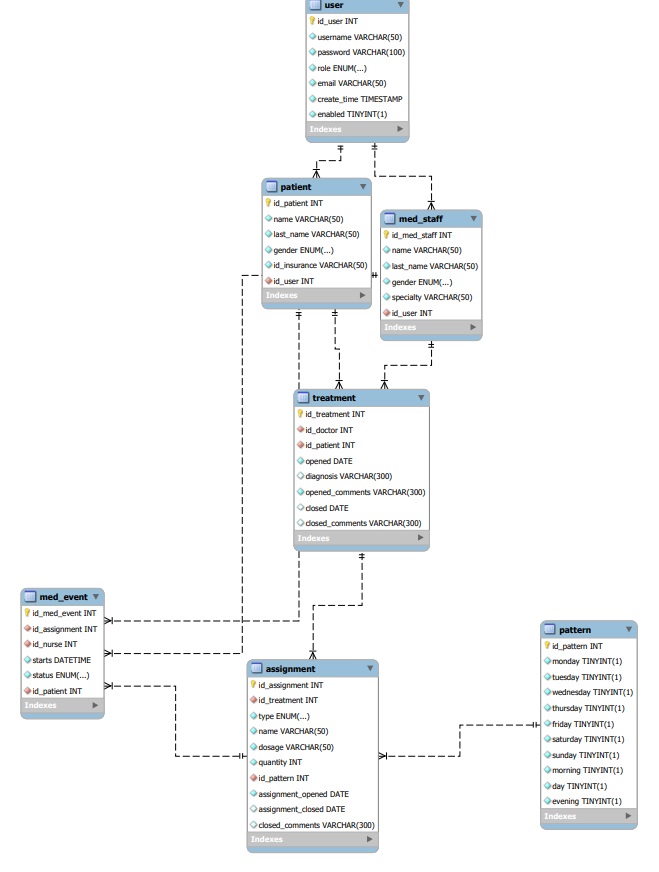 user
id_user INT
username VARCHAR(50)
password VARCHAR(100)
role ENUM(...)
email VARCHAR(50)
create_time TIMESTAMP
enabled TINYINT(1)
Indexes
patient
id_patient INT
name VARCHAR(50)
last_name VARCHAR(50)
gender ENUM(...)
id_insurance VARCHAR(50)
id_user INT
Indexes
med_staff
id_med_staff INT
name VARCHAR(50)
last_name VARCHAR(50)
gender ENUM(...)
specialty VARCHAR(50)
id_user INT
Indexes
treatment
id_treatment INT
id_doctor INT
id_patient INT
opened DATE
diagnosis VARCHAR(300)
opened_comments VARCHAR(300)
closed DATE
closed_comments VARCHAR(300)
Indexes
med_event
id_med_event INT
id_assignment INT
id_nurse INT
starts DATETIME
status ENUM(...)
id_patient INT
Indexes
assignment
id_assignment INT
id_treatment INT
type ENUM(...)
name VARCHAR(50)
dosage VARCHAR(50)
quantity INT
id_pattern INT
assignment_opened DATE
assignment_closed DATE
closed_comments VARCHAR(300)
Indexes
pattern
id_pattern INT
monday TINYINT(1)
tuesday TINYINT(1)
wednesday TINYINT(1)
thursday TINYINT(1)
friday TINYINT(1)
saturday TINYINT(1)
sunday TINYINT(1)
morning TINYINT(1)
day TINYINT(1)
evening TINYINT(1)
Indexes